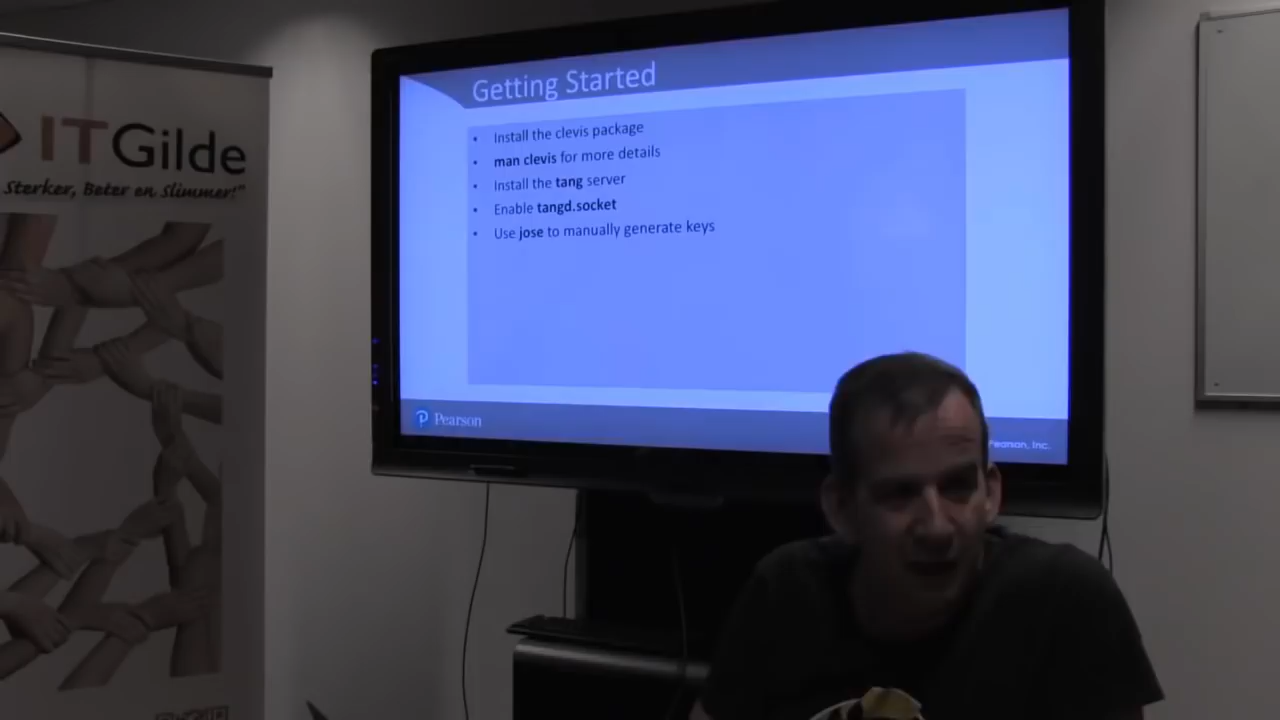 ITGilde
Sterker, Beter en Slimmer!"
Getting Started
• Install the clevis package
• man clevis for more details
• Install the tang server
• Enable tangd.socket
• Use jose to manually generate keys
Pearson
Pearson, Inc.